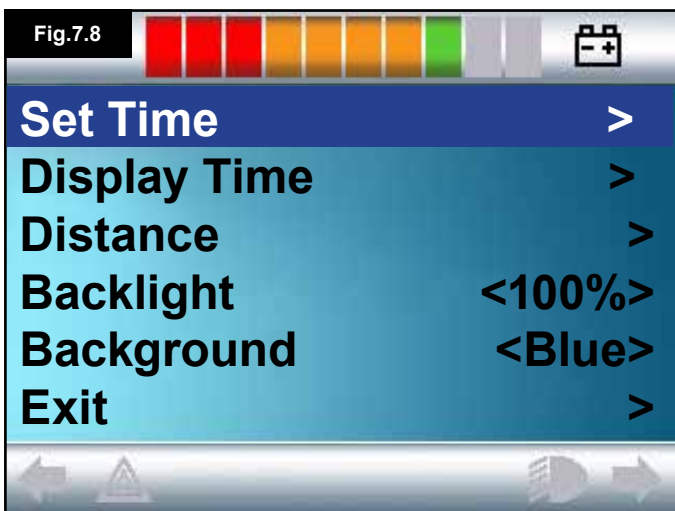 Fig.7.8
Set Time >
Display Time >
Distance >
Backlight <100%>
Background <Blue>
Exit >